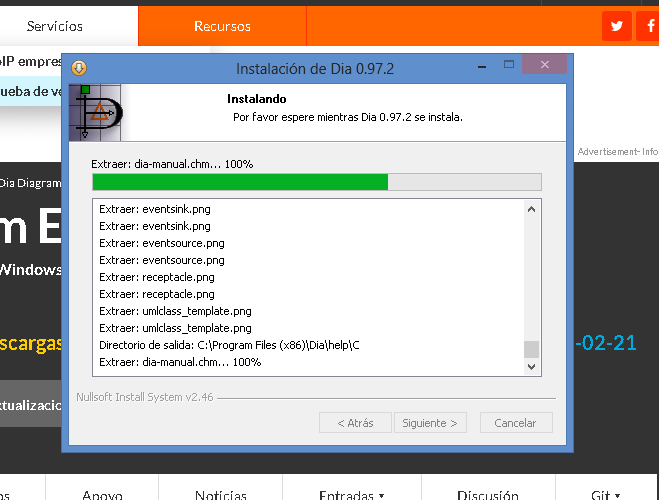 Servicios
Recursos
IP empres
ueba de ve
Instalación de Dia 0.97.2
Instalando
Por favor espere mientras Dia 0.97.2 se instala.
Advertisement- Info
Extraer: dia-manual.chm... 100%
Dia Diagram
m E
Windows
scargas
-02-21
ctualizacio
Extraer: eventsink.png
Extraer: eventsink.png
Extraer: eventsource.png
Extraer: eventsource.png
Extraer: receptacle.png
Extraer: receptacle.png
Extraer: umlclass_template.png
Extraer: umlclass_template.png
Directorio de salida: C:\Program Files (x86)\Dia\help\C
Extraer: dia-manual.chm... 100%
Nullsoft Install System v2.46
< Atrás
Siguiente >
Cancelar
os
Apoyo
Noticias
Entradas
Discusión
Git